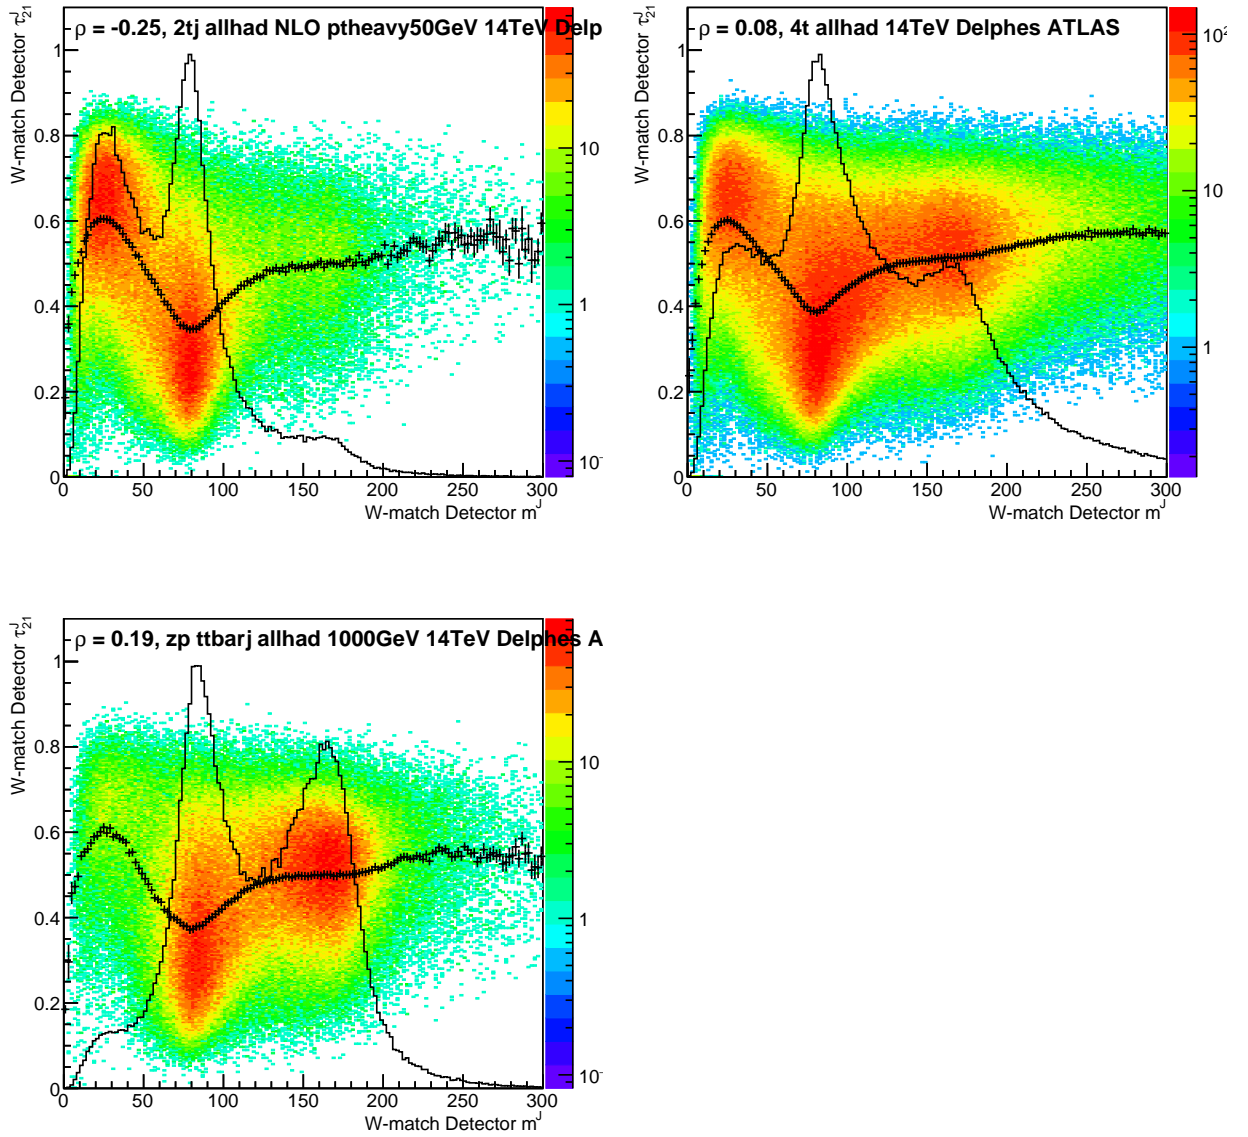 ρ = -0.25, 2tj allhad NLO ptheavy50GeV 14TeV Delp
W-match Detector τ21J
1
0.8
0.6
0.4
0.2
0
0 50 100 150 200 250 300
W-match Detector mJ
10
1
10-
ρ = 0.08, 4t allhad 14TeV Delphes ATLAS
W-match Detector τ21J
1
0.8
0.6
0.4
0.2
0
0 50 100 150 200 250 300
W-match Detector mJ
102
10
1
ρ = 0.19, zp ttbarj allhad 1000GeV 14TeV Delphes A
W-match Detector τ21J
1
0.8
0.6
0.4
0.2
0
0 50 100 150 200 250 300
W-match Detector mJ
10
1
10-